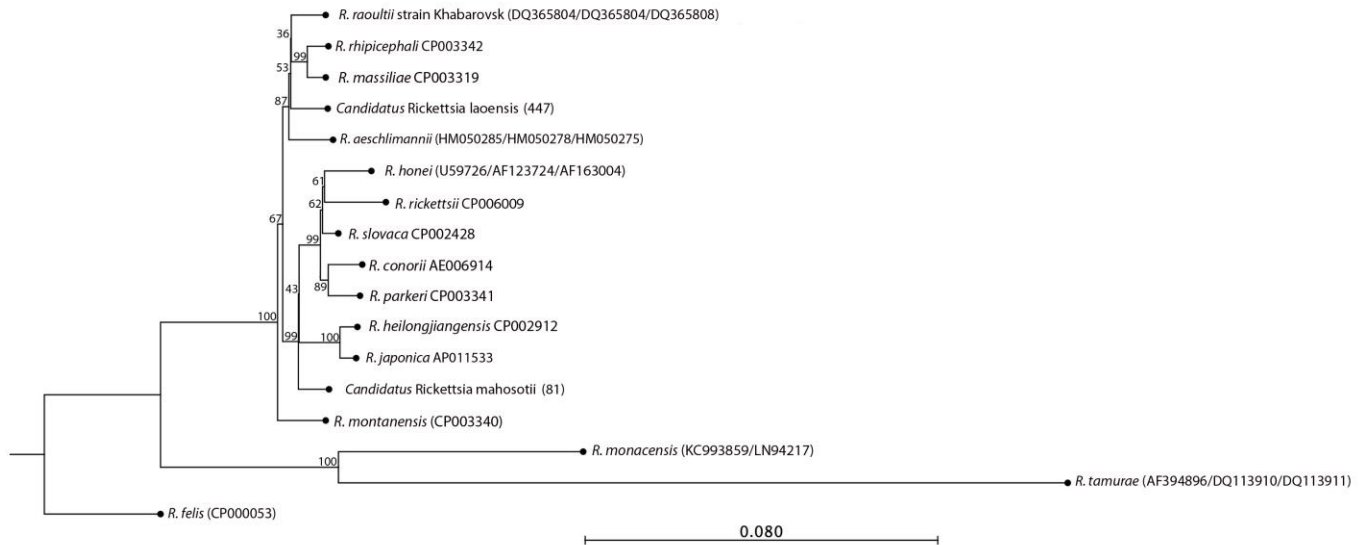 R. raoultii strain Khabarovsk (DQ365804/DQ365804/DQ365808)
36
R. rhipicephali CP003342
99
53
R. massiliae CP003319
87
Candidatus Rickettsia laoensis (447)
R. aeschlimannii (HM050285/HM050278/HM050275)
R. honei (U59726/AF123724/AF163004)
61
R. rickettsii CP006009
62
67
R. slovaca CP002428
99
R. conorii AE006914
43
89
R. parkeri CP003341
100
R. heilongjiangensis CP002912
99
100
R. japonica AP011533
Candidatus Rickettsia mahosotii (81)
R. montanensis (CP003340)
R. monacensis (KC993859/LN94217)
100
R. tamurae (AF394896/DQ113910/DQ113911)
R. felis (CP000053)
0.080